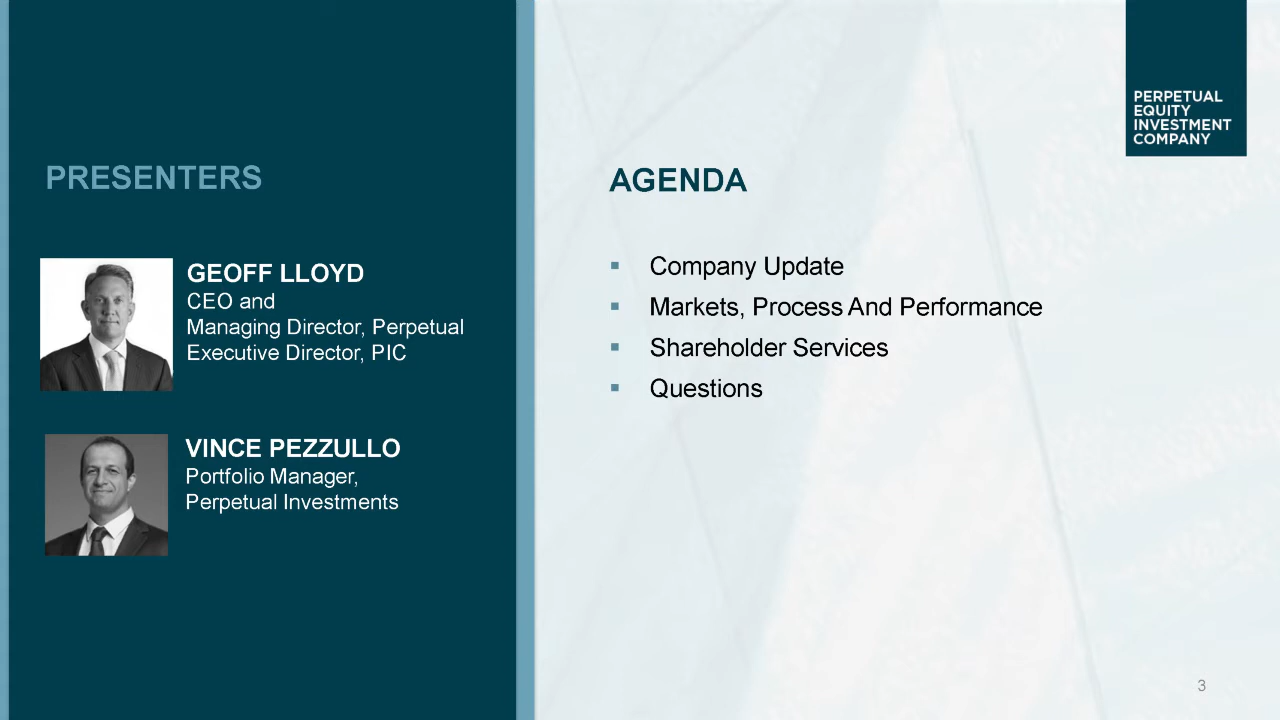 PERPETUAL
EQUITY
INVESTMENT
COMPANY
PRESENTERS
GEOFF LLOYD
CEO and
Managing Director, Perpetual
Executive Director, PIC
VINCE PEZZULLO
Portfolio Manager,
Perpetual Investments
AGENDA
▪ Company Update
▪ Markets, Process And Performance
▪ Shareholder Services
▪ Questions
3